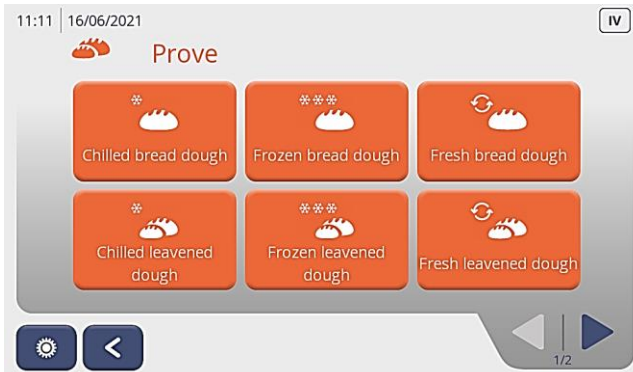 11:11 16/06/2021
IV
Prove
Chilled bread dough
Frozen bread dough
Fresh bread dough
Chilled leavened
dough
Frozen leavened
dough
Fresh leavened dough
1/2